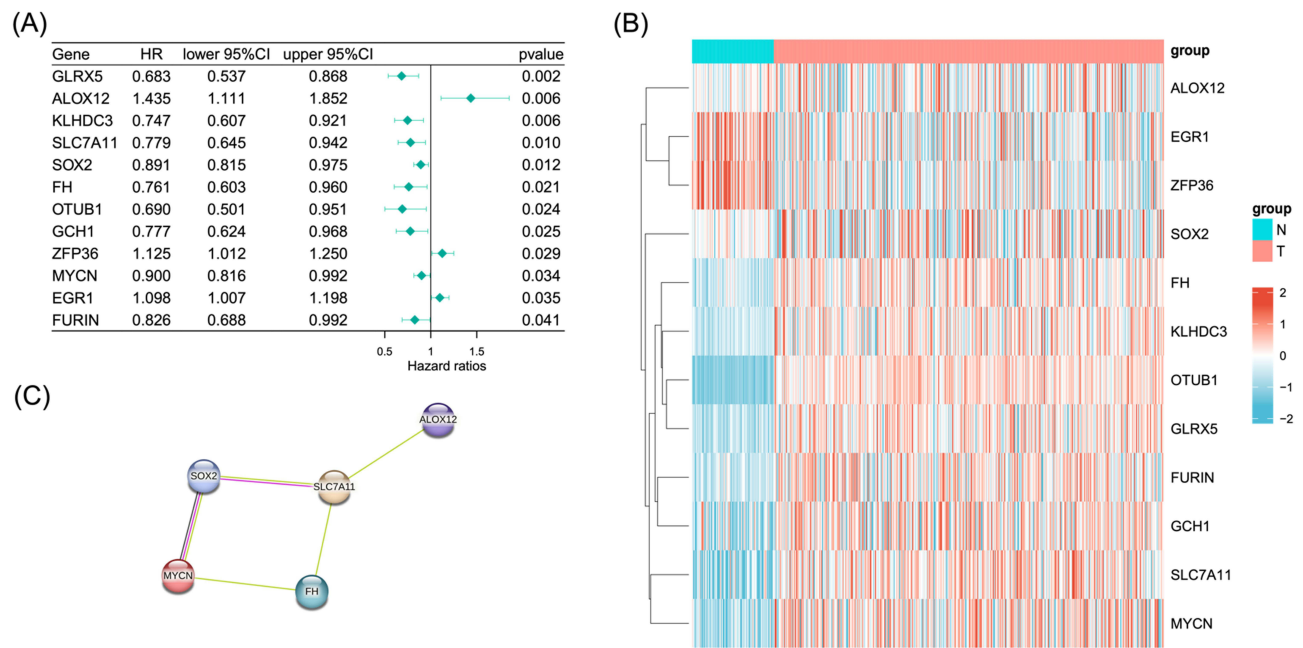 (A)
Gene HR lower 95%CI upper 95%CI pvalue
GLRX5 0.683 0.537 0.868 0.002
ALOX12 1.435 1.111 1.852 0.006
KLHDC3 0.747 0.607 0.921 0.006
SLC7A11 0.779 0.645 0.942 0.010
SOX2 0.891 0.815 0.975 0.012
FH 0.761 0.603 0.960 0.021
OTUB1 0.690 0.501 0.951 0.024
GCH1 0.777 0.624 0.968 0.025
ZFP36 1.125 1.012 1.250 0.029
MYCN 0.900 0.816 0.992 0.034
EGR1 1.098 1.007 1.198 0.035
FURIN 0.826 0.688 0.992 0.041
0.5 1 1.5
Hazard ratios
(B)
group
ALOX12
EGR1
ZFP36
SOX2
FH
KLHDC3
OTUB1
GLRX5
FURIN
GCH1
SLC7A11
MYCN
group
N
T
2
1
0
−1
−2
(C)
ALOX12
SOX2
SLC7A11
MYCN
FH